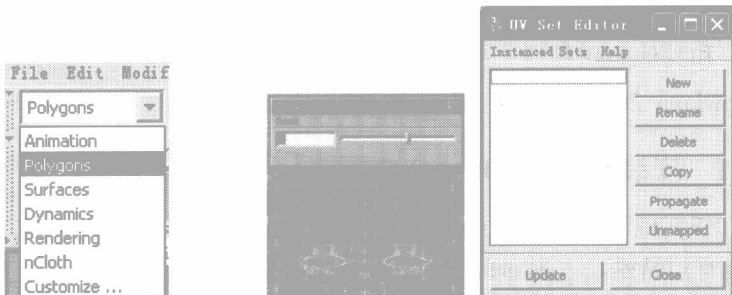 File Edit Modif
Polygons
Animation
Polygons
Surfaces
Dynamics
Rendering
nCloth
Customize ...
UV Set Editor
Instanced Sets Help
New
Rename
Delete
Copy
Propagate
Unmapped
Update
Close